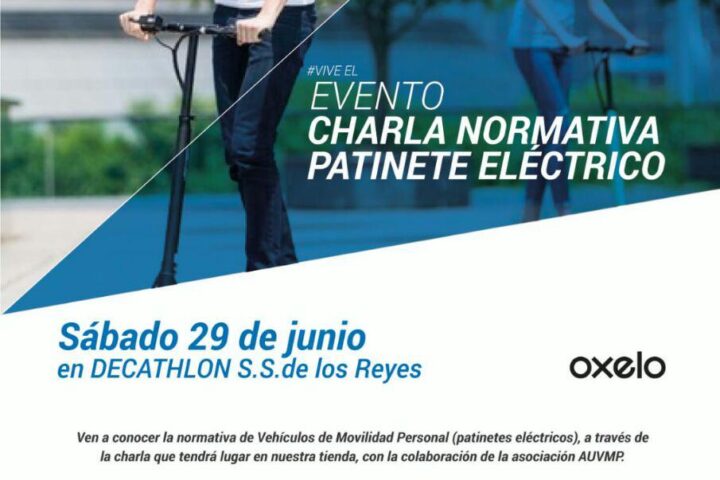 #VIVE EL
EVENTO
CHARLA NORMATIVA
PATINETE ELÉCTRICO
Sábado 29 de junio
en DECATHLON S.S.de los Reyes
oxelo
Ven a conocer la normativa de Vehículos de Movilidad Personal (patinetes eléctricos), a través de
la charla que tendrá lugar en nuestra tienda, con la colaboración de la asociación AUVMP.